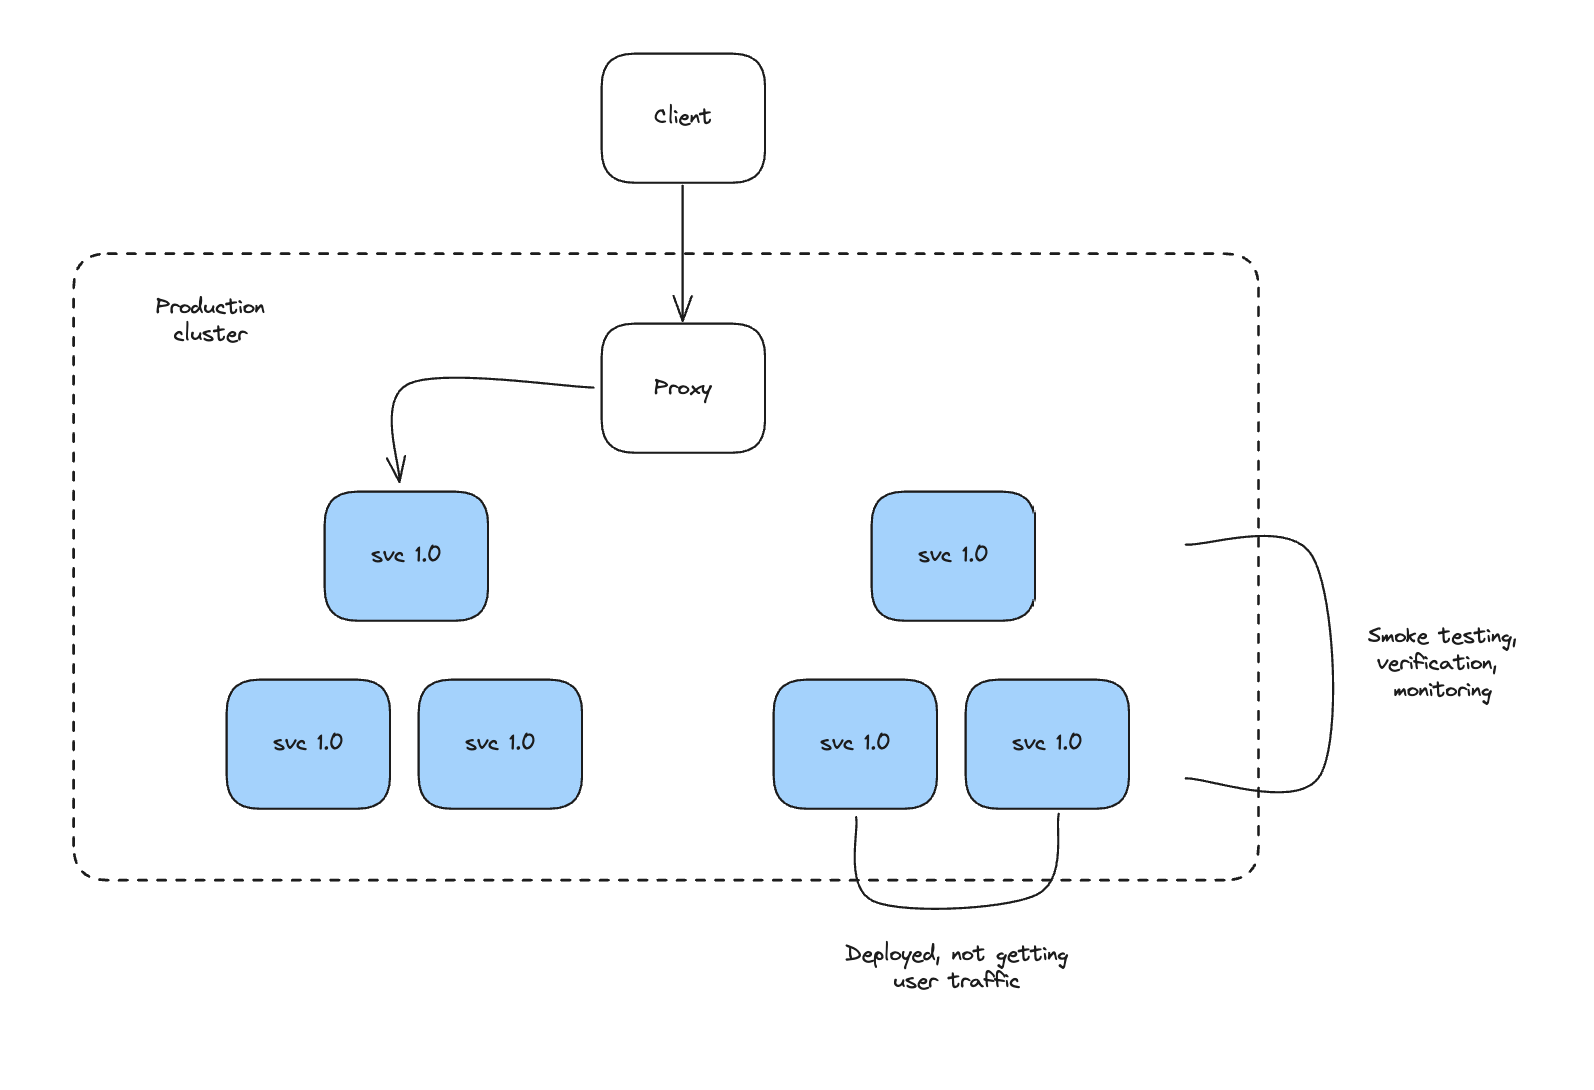 Client
Production
cluster
Proxy
svc 1.0
svc 1.0
svc 1.0
svc 1.0
svc 1.0
svc 1.0
Smoke testing,
verification,
monitoring
Deployed, not getting
user traffic